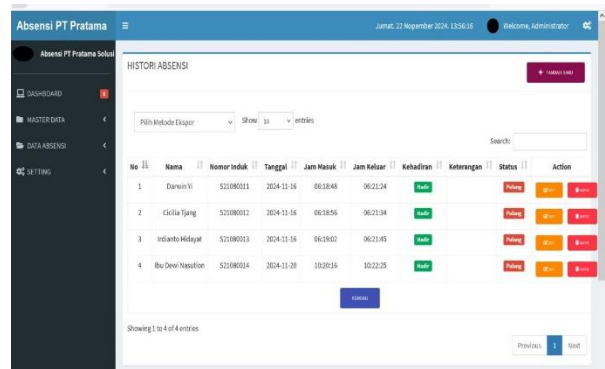 Absensi PT Pratama
Jumat, 22 Nopember 2024, 13:56:16
Welcome, Administrator
Absensi PT Pratama Solusi
HISTORI ABSENSI
DASHBOARD
MASTER DATA
DATA ABSENSI
SETTING
Pilih Metode Ekspor
Show 10 entries
Search:
No Nama Nomor Induk Tanggal Jam Masuk Jam Keluar Kehadiran Keterangan Status Action
1 Darwin Yi 521080011 2024-11-16 06:18:48 06:21:24 Hadir Pulang
2 Cicilia Tjang 521080012 2024-11-16 06:18:56 06:21:34 Hadir Pulang
3 Indianto Hidayat 521080013 2024-11-16 06:19:02 06:21:45 Hadir Pulang
4 Ibu Dewi Nasution 521080014 2024-11-20 10:20:16 10:22:25 Hadir Pulang
KEMBALI
Showing 1 to 4 of 4 entries
Previous 1 Next